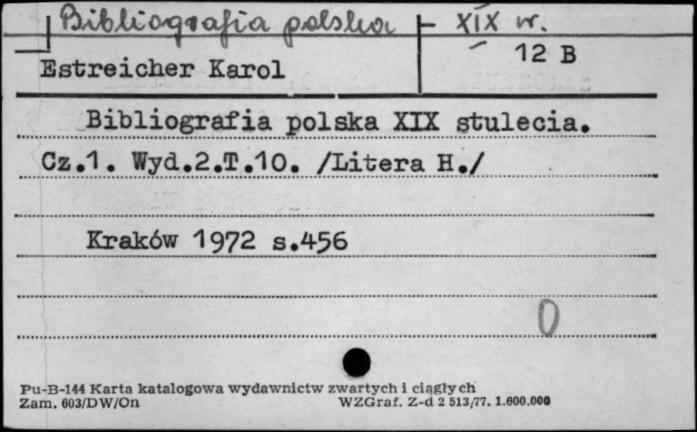 Bibliografia polska – XIX w.
12 B
Estreicher Karol
Bibliografia polska XIX stulecia.
Cz.1. Wyd.2.T.10. /Litera H./
Kraków 1972 s.456
0
Pu-B-144 Karta katalogowa wydawnictw zwartych i ciągłych
Zam. 603/DW/On WZGraf. Z-d 2 513/77. 1.600.000